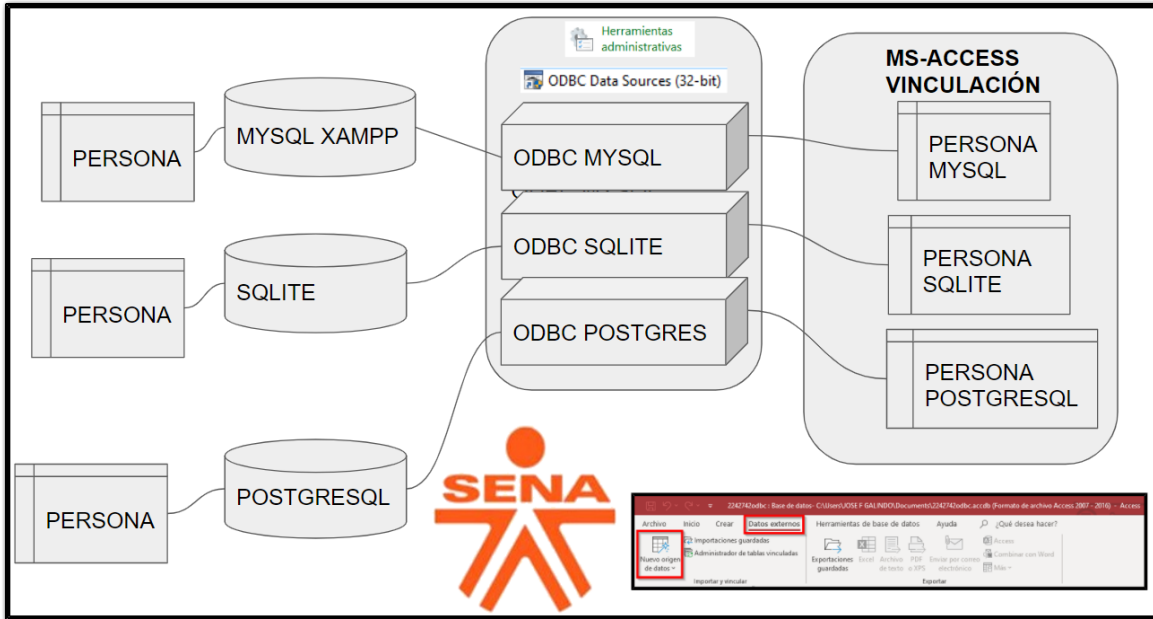 Herramientas
administrativas
ODBC Data Sources (32-bit)
MS-ACCESS
VINCULACIÓN
PERSONA
MYSQL XAMPP
ODBC MYSQL
PERSONA
MYSQL
PERSONA
SQLITE
ODBC SQLITE
PERSONA
SQLITE
ODBC POSTGRES
PERSONA
POSTGRESQL
PERSONA
POSTGRESQL
SENA
2242742odbc : Base de datos- C:\Users\JOSE F GALINDO\Documents\2242742odbc.accdb (Formato de archivo Access 2007 - 2016) - Access
Archivo Inicio Crear Datos externos Herramientas de base de datos Ayuda ¿Qué desea hacer?
Nuevo origen
de datos
Importaciones guardadas
Administrador de tablas vinculadas
Importar y vincular
Exportaciones
guardadas
Excel
Archivo
de texto
PDF
o XPS
Enviar por correo
electrónico
Access
Combinar con Word
Más
Exportar